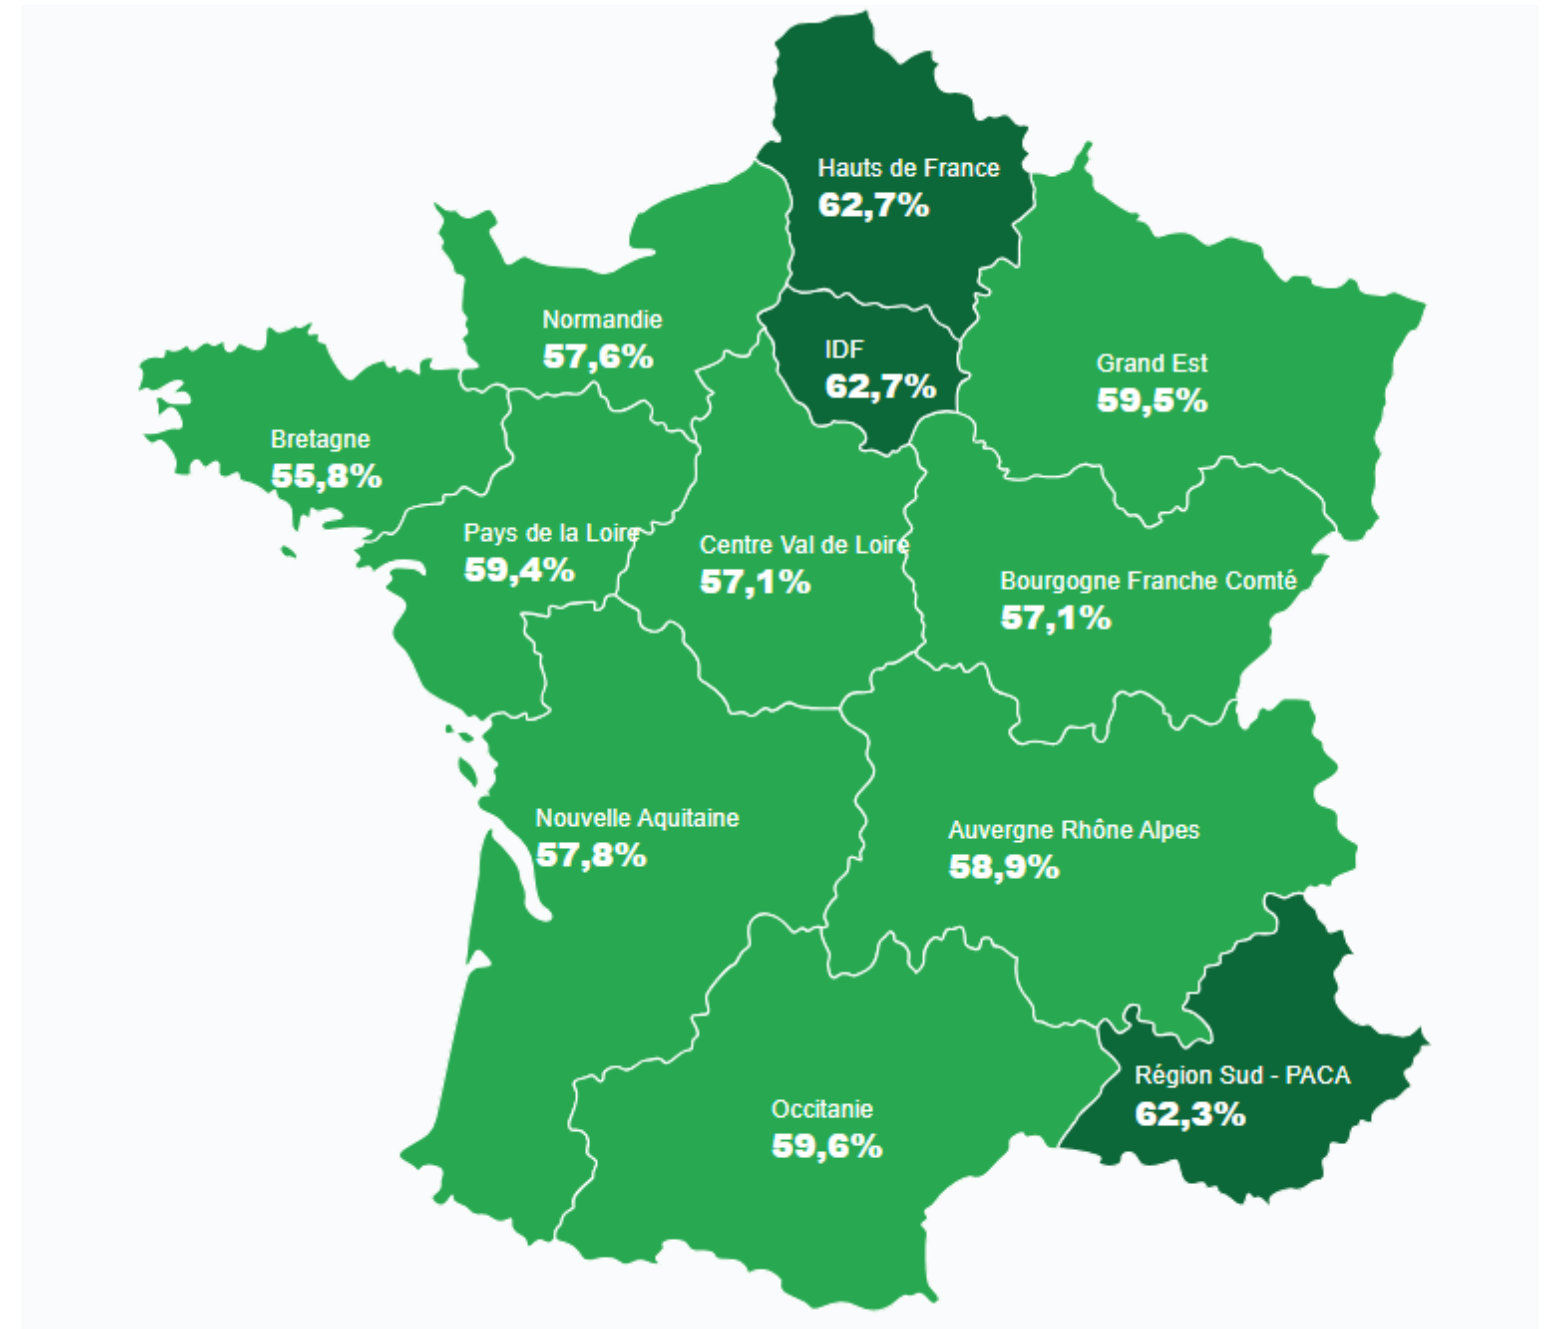 Hauts de France
62,7%
Normandie
57,6%
IDF
62,7%
Grand Est
59,5%
Bretagne
55,8%
Pays de la Loire
59,4%
Centre Val de Loire
57,1%
Bourgogne Franche Comté
57,1%
Nouvelle Aquitaine
57,8%
Auvergne Rhône Alpes
58,9%
Région Sud - PACA
62,3%
Occitanie
59,6%